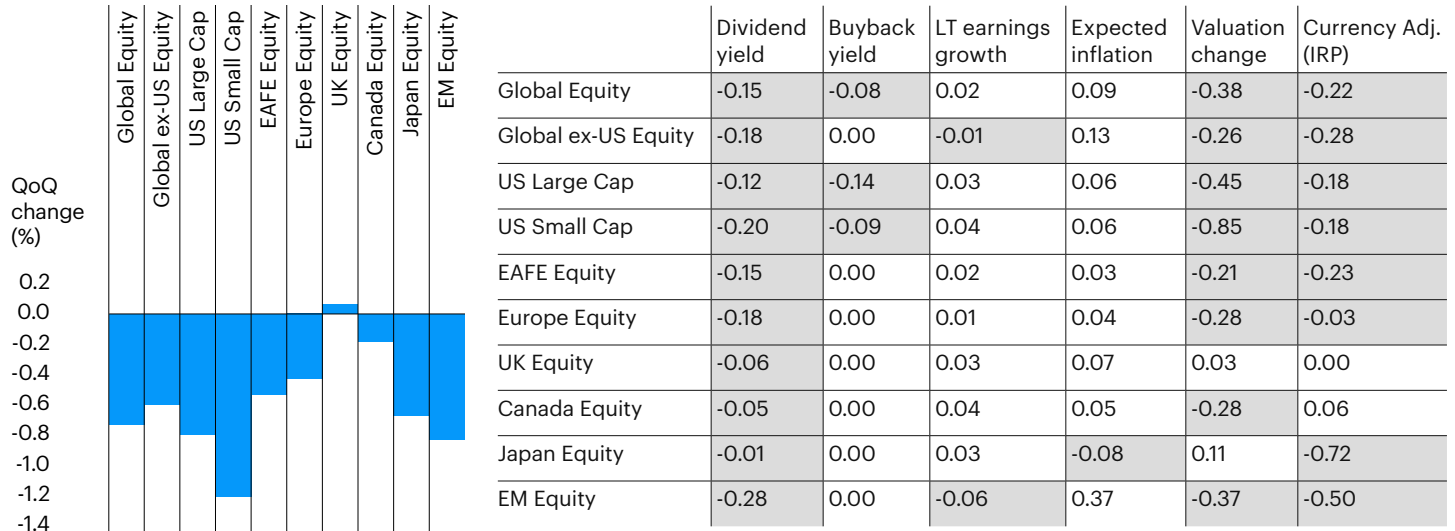 Global Equity
Global ex-US Equity
US Large Cap
US Small Cap
EAFE Equity
Europe Equity
UK Equity
Canada Equity
Japan Equity
EM Equity
QoQ
change
(%)
0.2
0.0
-0.2
-0.4
-0.6
-0.8
-1.0
-1.2
-1.4
Dividend yield Buyback yield LT earnings growth Expected inflation Valuation change Currency Adj. (IRP)
Global Equity -0.15 -0.08 0.02 0.09 -0.38 -0.22
Global ex-US Equity -0.18 0.00 -0.01 0.13 -0.26 -0.28
US Large Cap -0.12 -0.14 0.03 0.06 -0.45 -0.18
US Small Cap -0.20 -0.09 0.04 0.06 -0.85 -0.18
EAFE Equity -0.15 0.00 0.02 0.03 -0.21 -0.23
Europe Equity -0.18 0.00 0.01 0.04 -0.28 -0.03
UK Equity -0.06 0.00 0.03 0.07 0.03 0.00
Canada Equity -0.05 0.00 0.04 0.05 -0.28 0.06
Japan Equity -0.01 0.00 0.03 -0.08 0.11 -0.72
EM Equity -0.28 0.00 -0.06 0.37 -0.37 -0.50